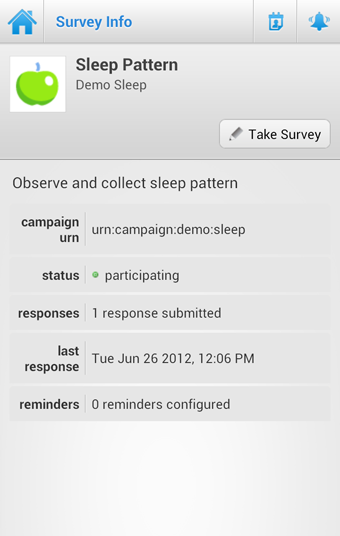 Survey Info
Sleep Pattern
Demo Sleep
Take Survey
Observe and collect sleep pattern
campaign urn urn:campaign:demo:sleep
status participating
responses 1 response submitted
last response Tue Jun 26 2012, 12:06 PM
reminders 0 reminders configured